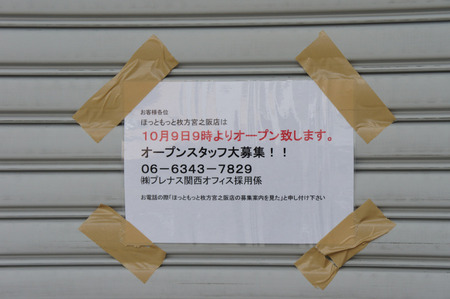 お客様各位
ほっともっと枚方宮之阪店は
10月9日9時よりオープン致します。
オープンスタッフ大募集！！
06-6343-7829
㈱プレナス関西オフィス採用係
お電話の際「ほっともっと枚方宮之阪店の募集案内を見た」と申し付け下さい